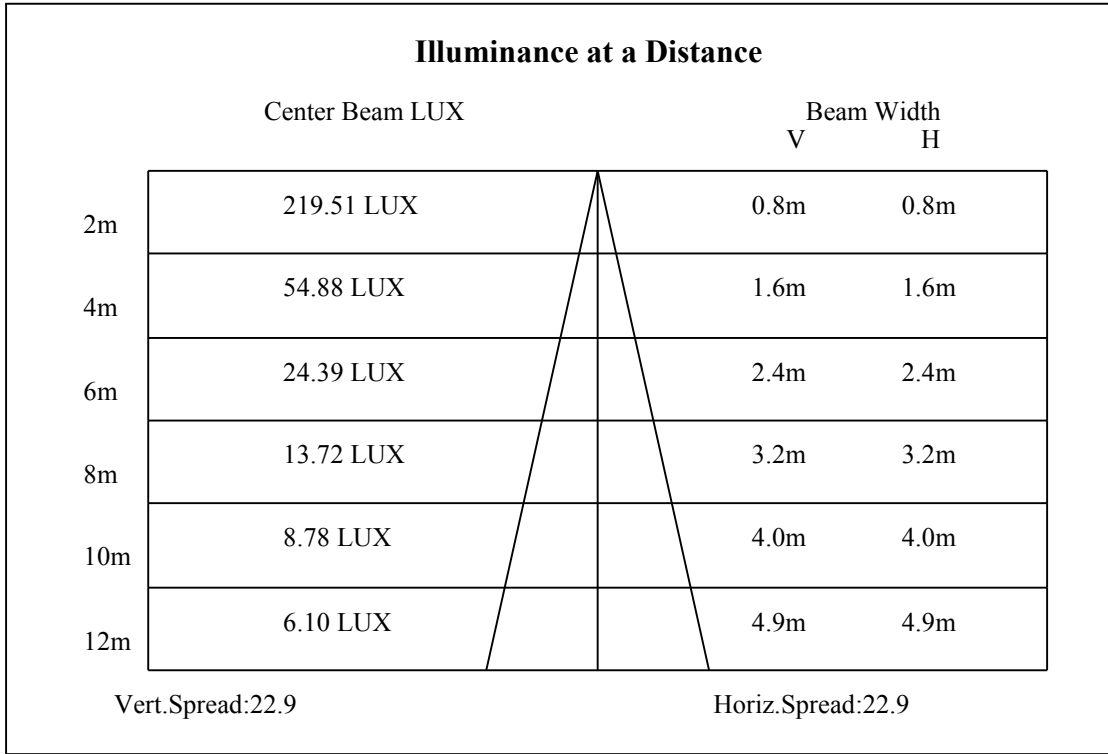 Illuminance at a Distance
Center Beam LUX Beam Width
V H
2m 219.51 LUX 0.8m 0.8m
4m 54.88 LUX 1.6m 1.6m
6m 24.39 LUX 2.4m 2.4m
8m 13.72 LUX 3.2m 3.2m
10m 8.78 LUX 4.0m 4.0m
12m 6.10 LUX 4.9m 4.9m
Vert.Spread:22.9 Horiz.Spread:22.9